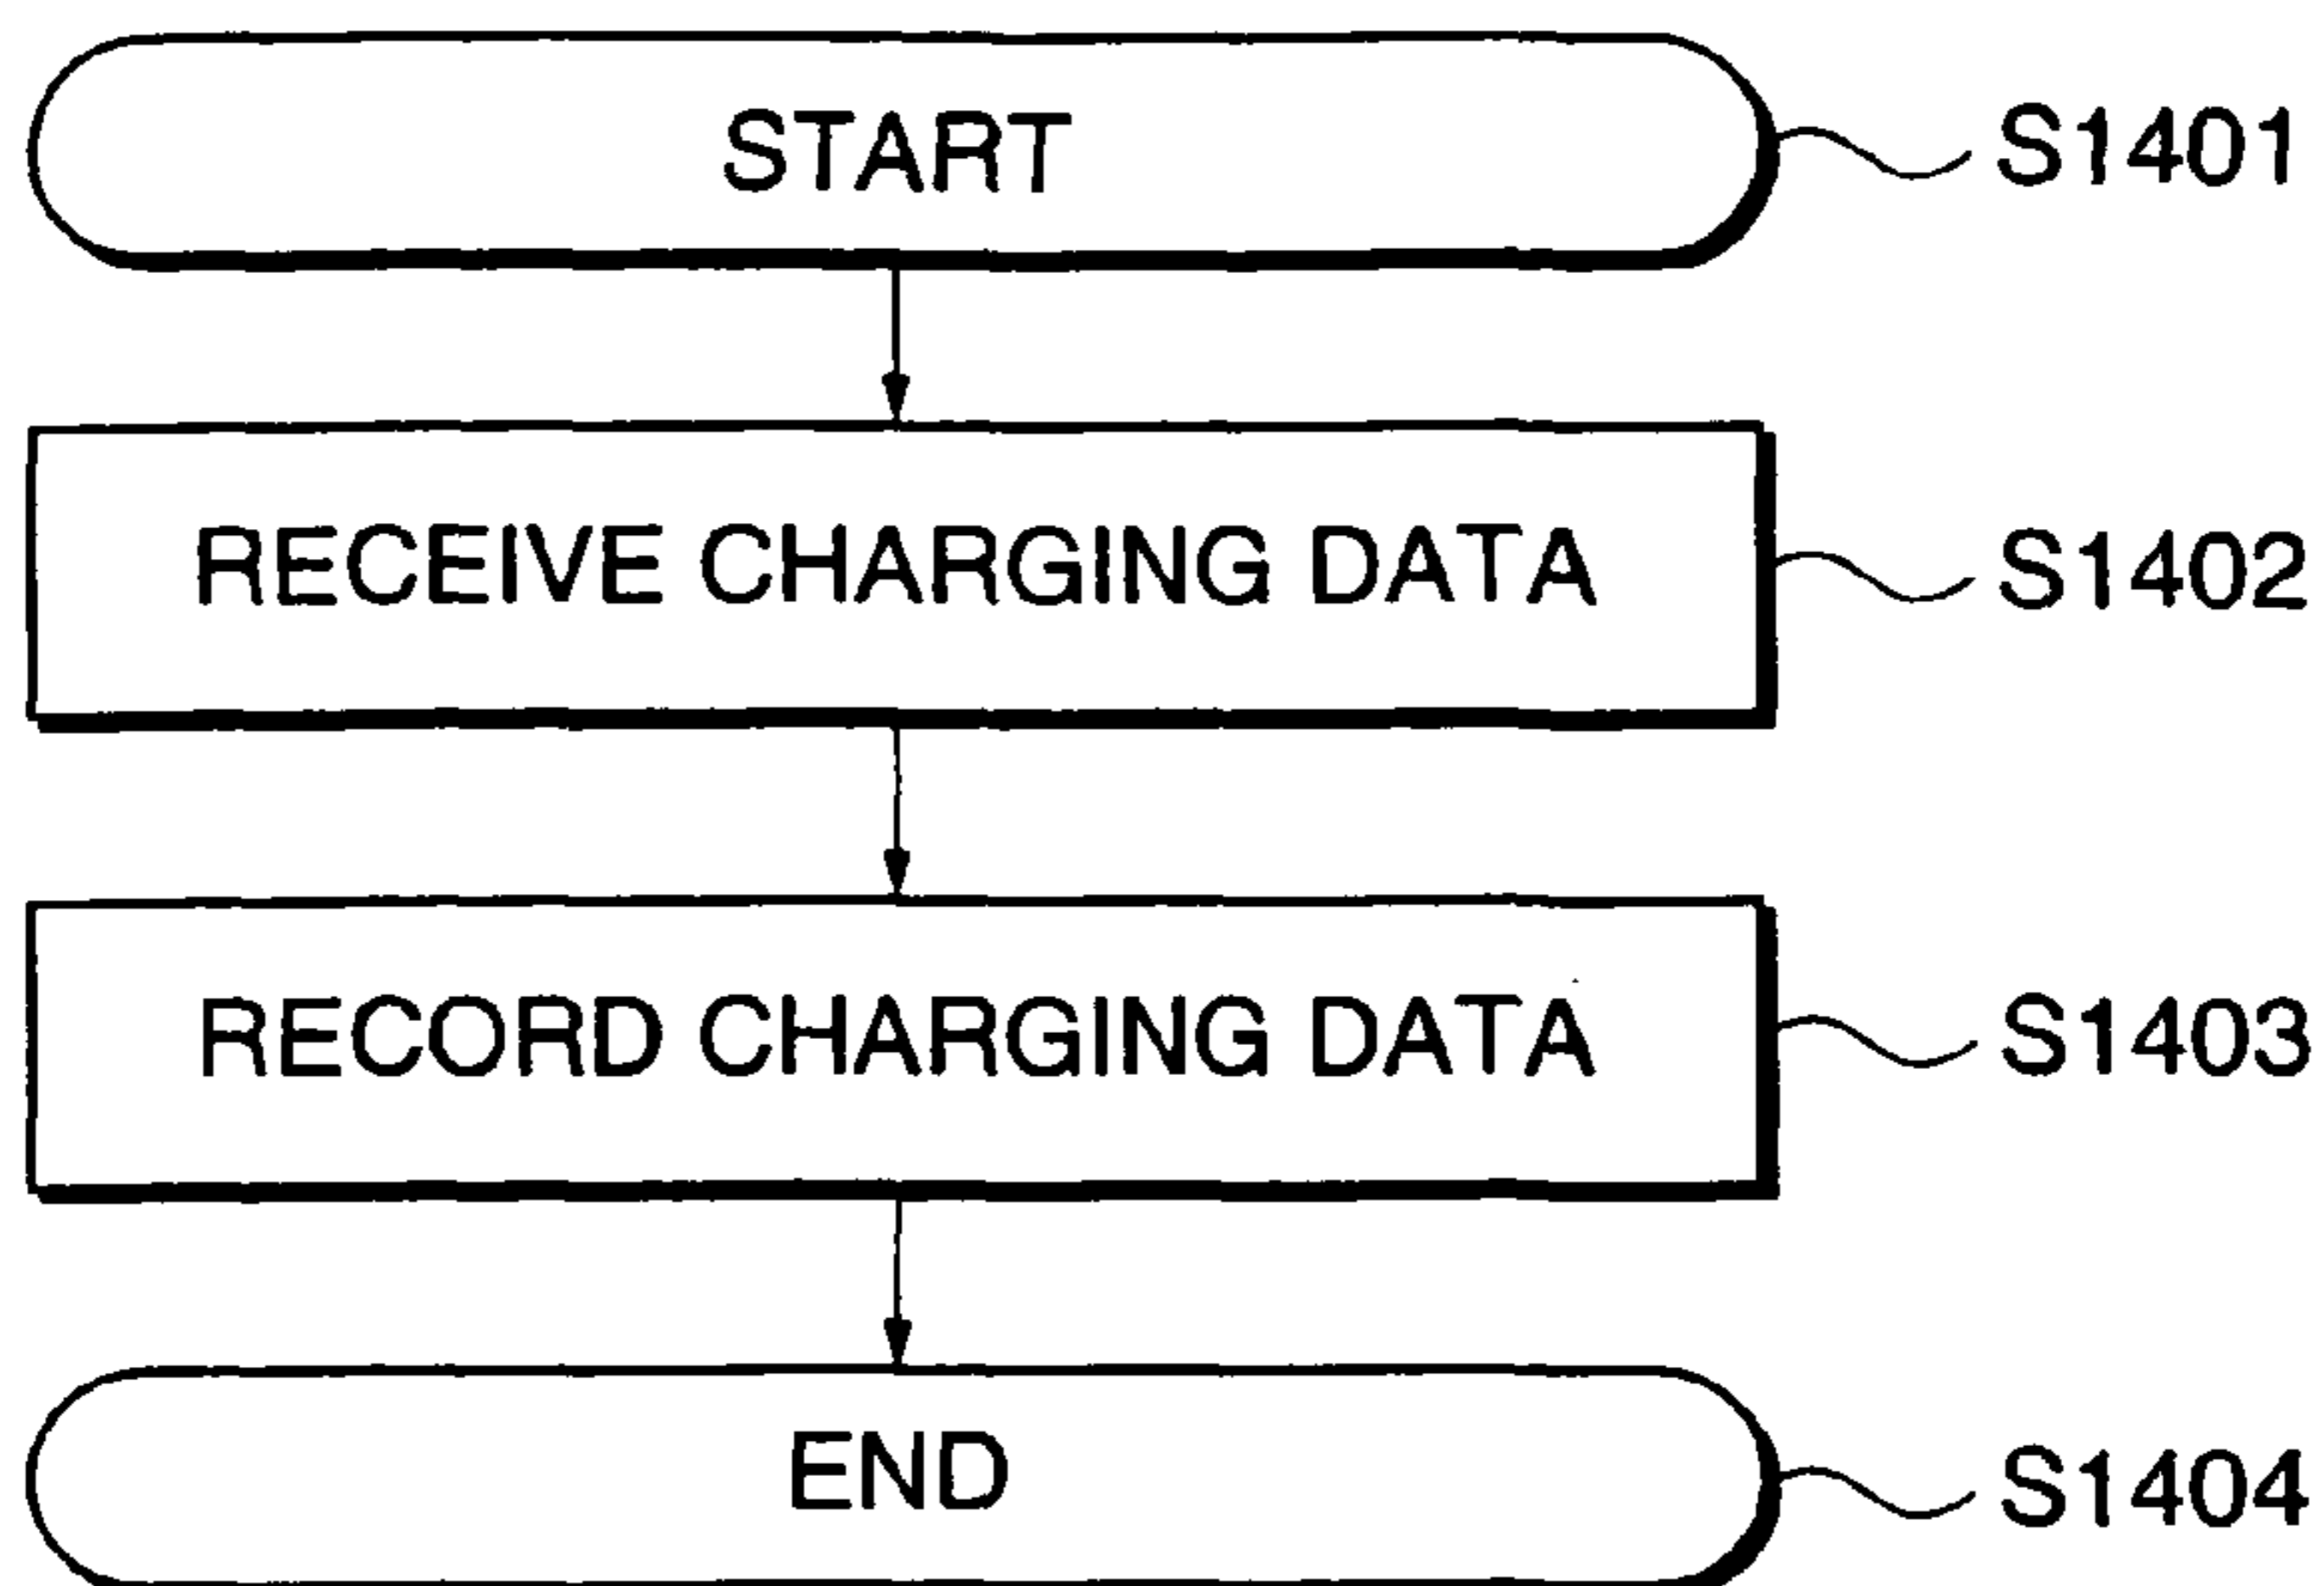 START
S1401
RECEIVE CHARGING DATA
S1402
RECORD CHARGING DATA
S1403
END
S1404